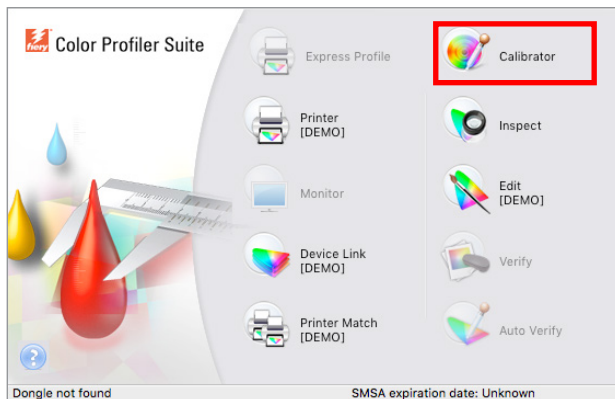 fiery Color Profiler Suite
Express Profile
Calibrator
Printer
[DEMO]
Inspect
Monitor
Edit
[DEMO]
Device Link
[DEMO]
Verify
Printer Match
[DEMO]
Auto Verify
?
Dongle not found
SMSA expiration date: Unknown